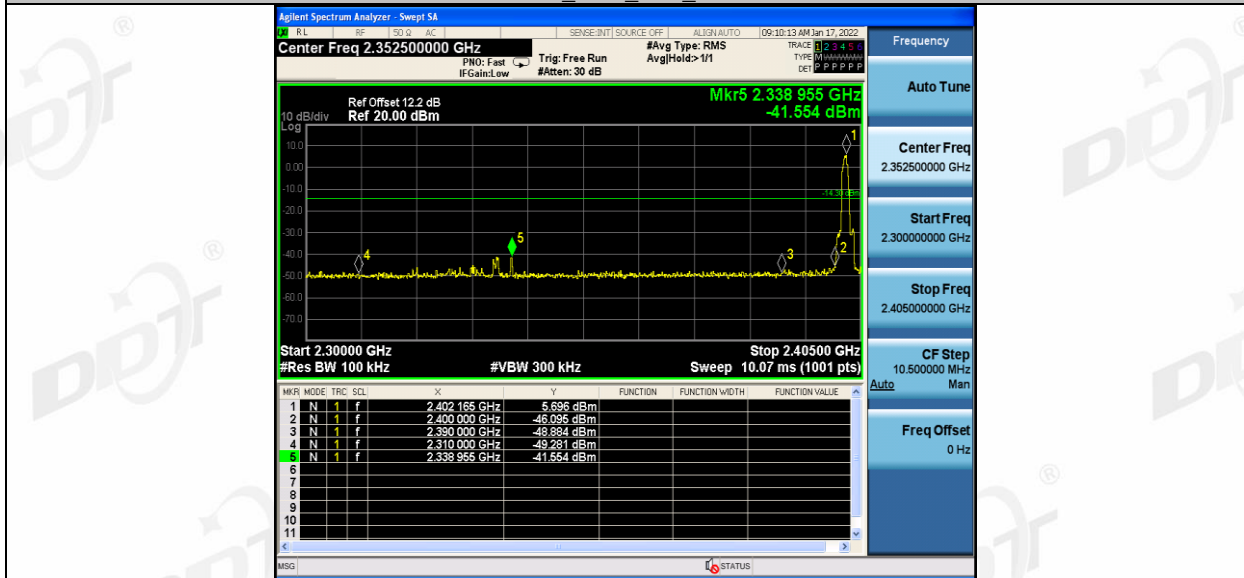 Agilent Spectrum Analyzer - Swept SA
RL RF 50 Ω AC SENSE:INT SOURCE OFF ALIGN AUTO 09:10:13 AM Jan 17, 2022
Center Freq 2.352500000 GHz #Avg Type: RMS TRACE 1 2 3 4 5 6
PNO: Fast Trig: Free Run Avg|Hold:>1/1 TYPE M
IFGain:Low #Atten: 30 dB DET P P P P P P
Frequency
Auto Tune
Center Freq
2.352500000 GHz
Start Freq
2.300000000 GHz
Stop Freq
2.405000000 GHz
CF Step
10.500000 MHz
Auto Man
Freq Offset
0 Hz
Mkr5 2.338 955 GHz
Ref Offset 12.2 dB
10 dB/div Ref 20.00 dBm -41.554 dBm
Log
10.0
0.00
-10.0
-14.30 dBm
-20.0
-30.0
-40.0
-50.0
-60.0
-70.0
1
2
3
4
5
Start 2.30000 GHz Stop 2.40500 GHz
#Res BW 100 kHz #VBW 300 kHz Sweep 10.07 ms (1001 pts)
MKR MODE TRC SCL X Y FUNCTION FUNCTION WIDTH FUNCTION VALUE
1 N 1 f 2.402 165 GHz 5.696 dBm
2 N 1 f 2.400 000 GHz -46.095 dBm
3 N 1 f 2.390 000 GHz -48.884 dBm
4 N 1 f 2.310 000 GHz -49.281 dBm
5 N 1 f 2.338 955 GHz -41.554 dBm
6
7
8
9
10
11
MSG STATUS
DDT
®